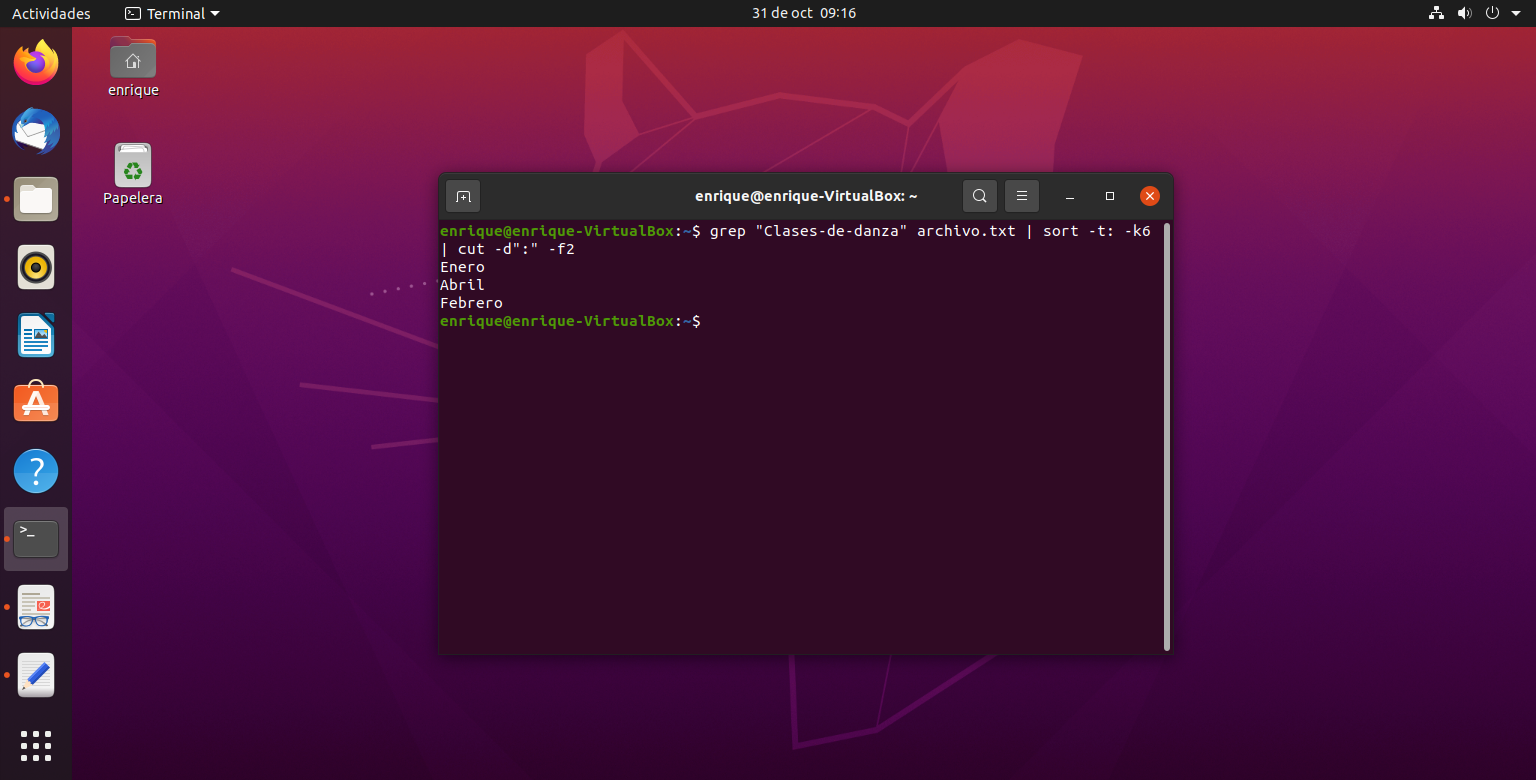 Actividades
Terminal
31 de oct 09:16
enrique
Papelera
enrique@enrique-VirtualBox: ~
enrique@enrique-VirtualBox:~$ grep "Clases-de-danza" archivo.txt | sort -t: -k6
| cut -d":" -f2
Enero
Abril
Febrero
enrique@enrique-VirtualBox:~$